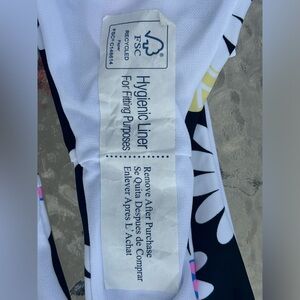 RECYCLED
Paper
FSC® C148614
FSC
Hygienic Liner
For Fitting Purposes
Remove After Purchase
Se Quita Despues de Comprar
Enlever Apres L'Achat